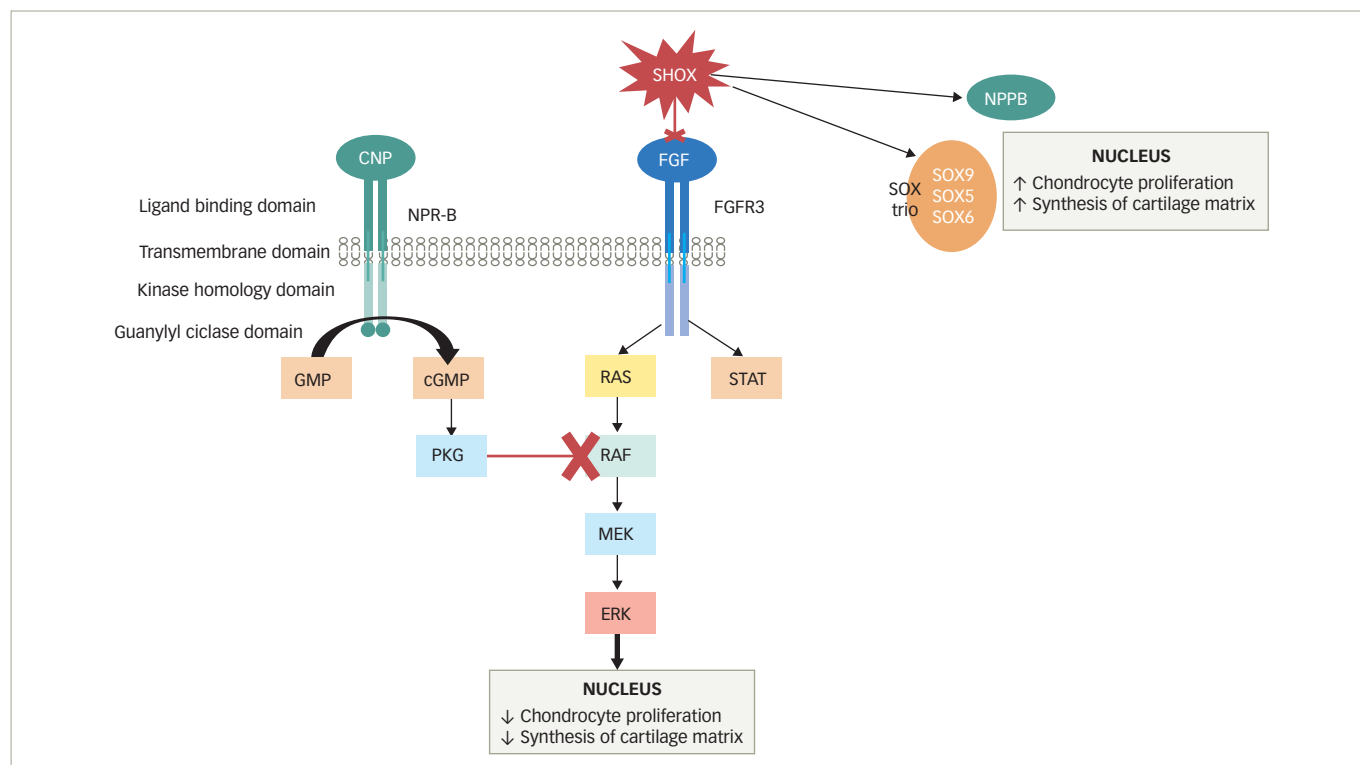 SHOX
NPPB
CNP
FGF
NUCLEUS
↑ Chondrocyte proliferation
↑ Synthesis of cartilage matrix
SOX trio
SOX9
SOX5
SOX6
Ligand binding domain
NPR-B
FGFR3
Transmembrane domain
Kinase homology domain
Guanylyl ciclase domain
GMP
cGMP
RAS
STAT
PKG
RAF
MEK
ERK
NUCLEUS
↓ Chondrocyte proliferation
↓ Synthesis of cartilage matrix